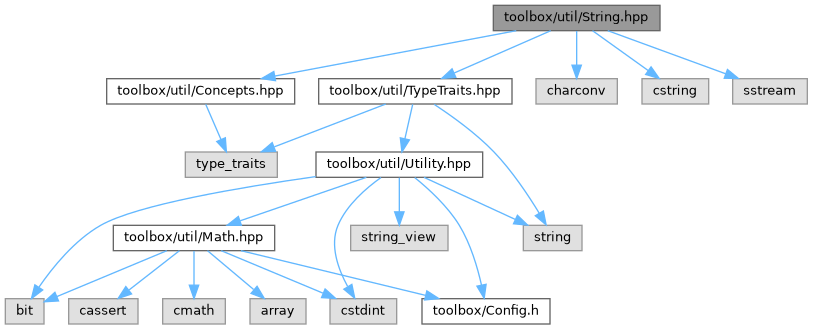 toolbox/util/String.hpp
toolbox/util/Concepts.hpp
toolbox/util/TypeTraits.hpp
charconv
cstring
sstream
type_traits
toolbox/util/Utility.hpp
toolbox/util/Math.hpp
string_view
string
bit
cassert
cmath
array
cstdint
toolbox/Config.h